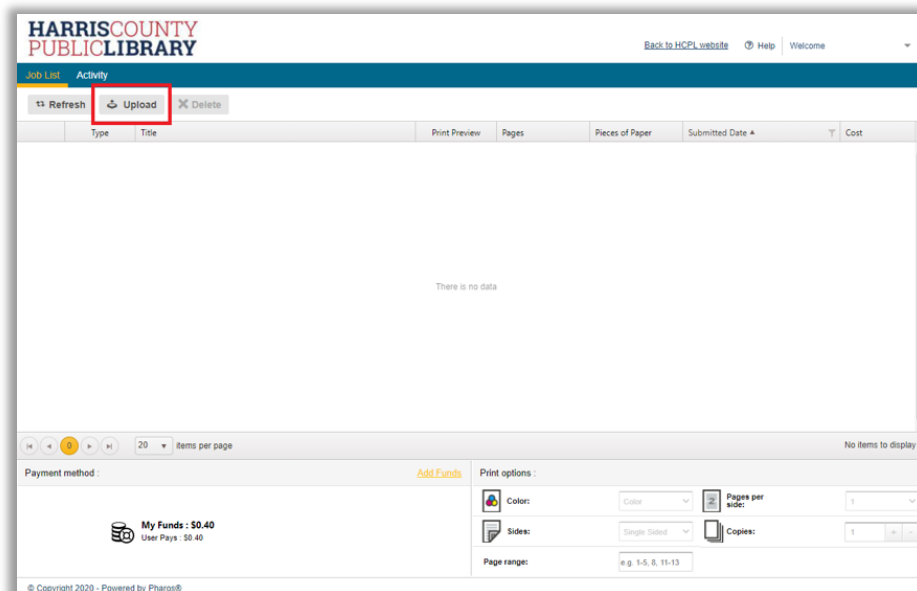 HARRISCOUNTY
PUBLICLIBRARY
Back to HCPL website Help Welcome
Job List Activity
Refresh Upload Delete
Type Title Print Preview Pages Pieces of Paper Submitted Date Cost
There is no data
0 20 items per page No items to display
Payment method : Add Funds Print options :
Color: Color Pages per side: 1
My Funds : $0.40
User Pays : $0.40
Sides: Single Sided Copies: 1 + -
Page range: e.g. 1-5, 8, 11-13
© Copyright 2020 - Powered by Pharos®